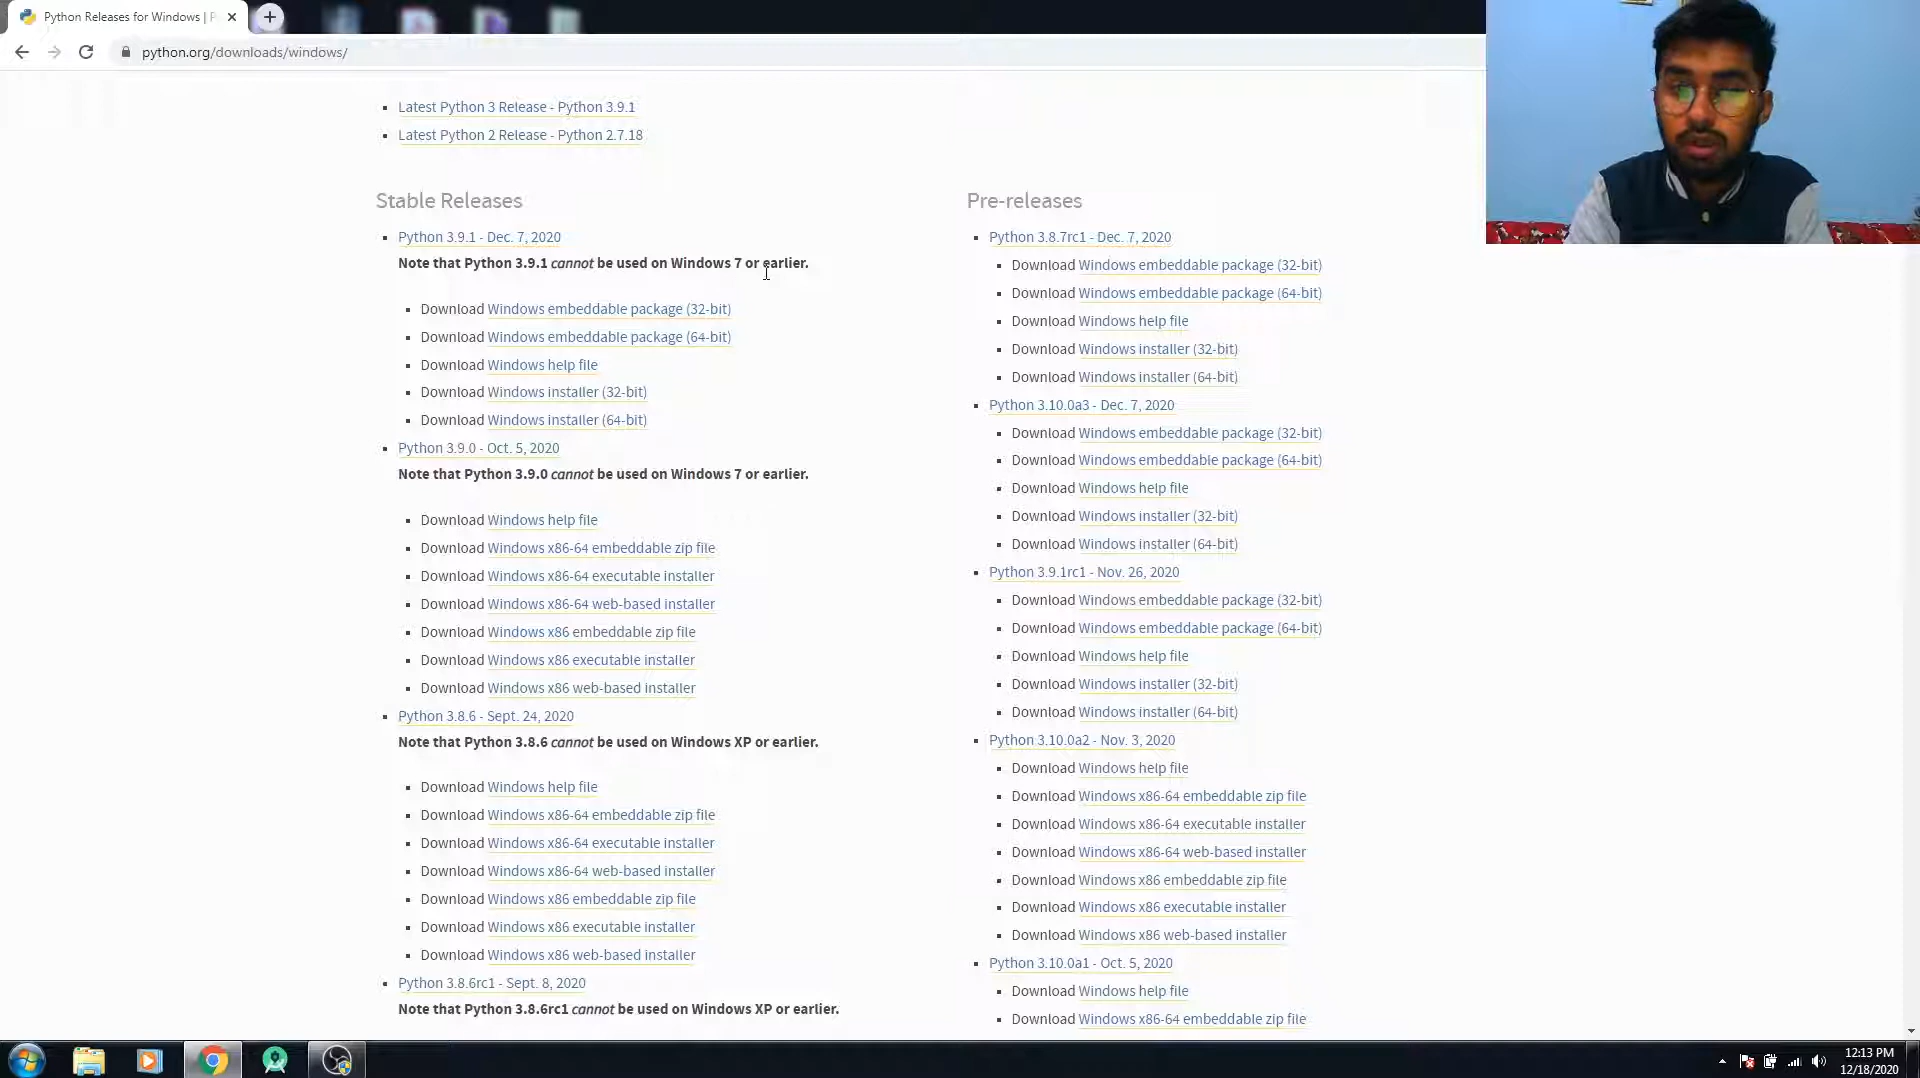 Python Releases for Windows | P
python.org/downloads/windows/
Latest Python 3 Release - Python 3.9.1
Latest Python 2 Release - Python 2.7.18
Stable Releases
Python 3.9.1 - Dec. 7, 2020
Note that Python 3.9.1 cannot be used on Windows 7 or earlier.
Download Windows embeddable package (32-bit)
Download Windows embeddable package (64-bit)
Download Windows help file
Download Windows installer (32-bit)
Download Windows installer (64-bit)
Python 3.9.0 - Oct. 5, 2020
Note that Python 3.9.0 cannot be used on Windows 7 or earlier.
Download Windows help file
Download Windows x86-64 embeddable zip file
Download Windows x86-64 executable installer
Download Windows x86-64 web-based installer
Download Windows x86 embeddable zip file
Download Windows x86 executable installer
Download Windows x86 web-based installer
Python 3.8.6 - Sept. 24, 2020
Note that Python 3.8.6 cannot be used on Windows XP or earlier.
Download Windows help file
Download Windows x86-64 embeddable zip file
Download Windows x86-64 executable installer
Download Windows x86-64 web-based installer
Download Windows x86 embeddable zip file
Download Windows x86 executable installer
Download Windows x86 web-based installer
Python 3.8.6rc1 - Sept. 8, 2020
Note that Python 3.8.6rc1 cannot be used on Windows XP or earlier.
Pre-releases
Python 3.8.7rc1 - Dec. 7, 2020
Download Windows embeddable package (32-bit)
Download Windows embeddable package (64-bit)
Download Windows help file
Download Windows installer (32-bit)
Download Windows installer (64-bit)
Python 3.10.0a3 - Dec. 7, 2020
Download Windows embeddable package (32-bit)
Download Windows embeddable package (64-bit)
Download Windows help file
Download Windows installer (32-bit)
Download Windows installer (64-bit)
Python 3.9.1rc1 - Nov. 26, 2020
Download Windows embeddable package (32-bit)
Download Windows embeddable package (64-bit)
Download Windows help file
Download Windows installer (32-bit)
Download Windows installer (64-bit)
Python 3.10.0a2 - Nov. 3, 2020
Download Windows help file
Download Windows x86-64 embeddable zip file
Download Windows x86-64 executable installer
Download Windows x86-64 web-based installer
Download Windows x86 embeddable zip file
Download Windows x86 executable installer
Download Windows x86 web-based installer
Python 3.10.0a1 - Oct. 5, 2020
Download Windows help file
Download Windows x86-64 embeddable zip file
12:13 PM
12/18/2020